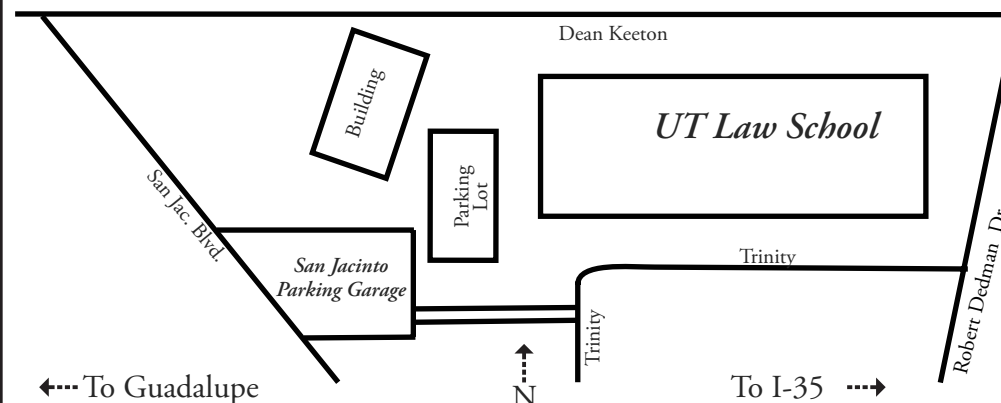 Dean Keeton
Building
UT Law School
Parking
Lot
San Jac. Blvd.
San Jacinto
Parking Garage
Trinity
Trinity
Robert Dedman Dr
To Guadalupe
N
To I-35